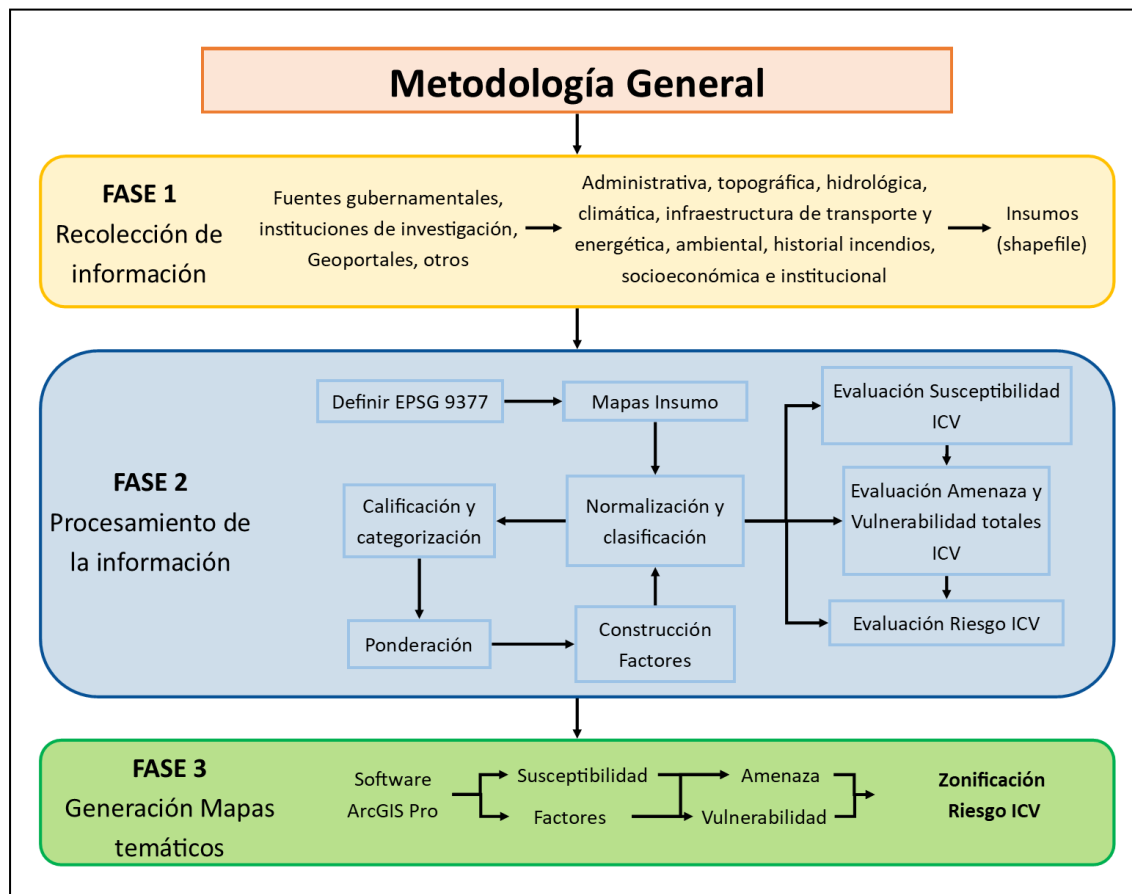 Metodología General
FASE 1
Recolección de
información
Fuentes gubernamentales,
instituciones de investigación,
Geoportales, otros
Administrativa, topográfica, hidrológica,
climática, infraestructura de transporte y
energética, ambiental, historial incendios,
socioeconómica e institucional
Insumos
(shapefile)
FASE 2
Procesamiento de
la información
Definir EPSG 9377
Mapas Insumo
Calificación y
categorización
Normalización y
clasificación
Ponderación
Construcción
Factores
Evaluación Susceptibilidad
ICV
Evaluación Amenaza y
Vulnerabilidad totales
ICV
Evaluación Riesgo ICV
FASE 3
Generación Mapas
temáticos
Software
ArcGIS Pro
Susceptibilidad
Factores
Amenaza
Vulnerabilidad
Zonificación
Riesgo ICV